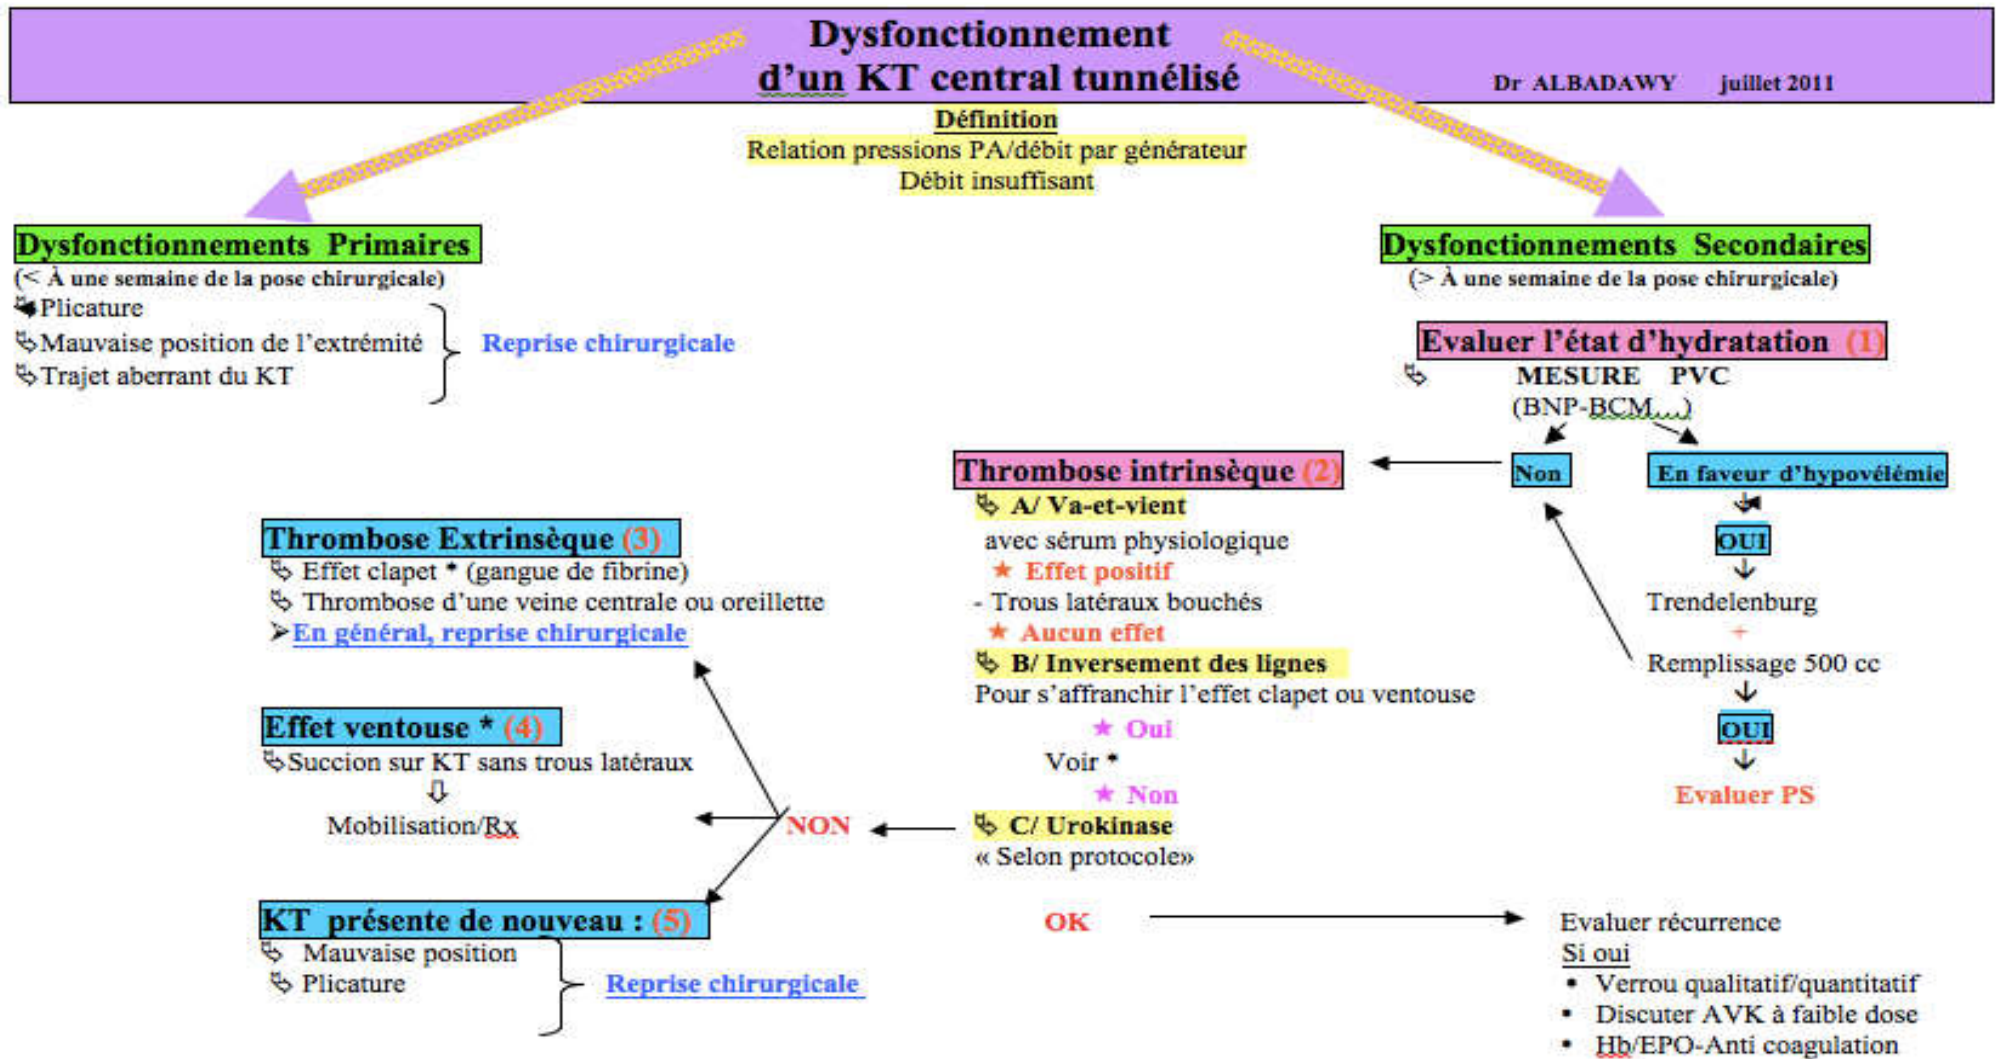 Dysfonctionnement
d'un KT central tunnélisé
Dr ALBADAWY juillet 2011
Définition
Relation pressions PA/débit par générateur
Débit insuffisant
Dysfonctionnements Primaires
(< À une semaine de la pose chirurgicale)
Plicature
Mauvaise position de l'extrémité
Trajet aberrant du KT
Reprise chirurgicale
Dysfonctionnements Secondaires
(> À une semaine de la pose chirurgicale)
Evaluer l'état d'hydratation (1)
MESURE PVC
(BNP-BCM…)
Non
En faveur d'hypovélémie
OUI
Trendelenburg
+
Remplissage 500 cc
OUI
Evaluer PS
Thrombose intrinsèque (2)
A/ Va-et-vient
avec sérum physiologique
★ Effet positif
- Trous latéraux bouchés
★ Aucun effet
B/ Inversement des lignes
Pour s'affranchir l'effet clapet ou ventouse
★ Oui
Voir *
★ Non
C/ Urokinase
« Selon protocole»
NON
Thrombose Extrinsèque (3)
Effet clapet * (gangue de fibrine)
Thrombose d'une veine centrale ou oreillette
➢En général, reprise chirurgicale
Effet ventouse * (4)
Succion sur KT sans trous latéraux
Mobilisation/Rx
KT présente de nouveau : (5)
Mauvaise position
Plicature
Reprise chirurgicale
OK
Evaluer récurrence
Si oui
• Verrou qualitatif/quantitatif
• Discuter AVK à faible dose
• Hb/EPO-Anti coagulation